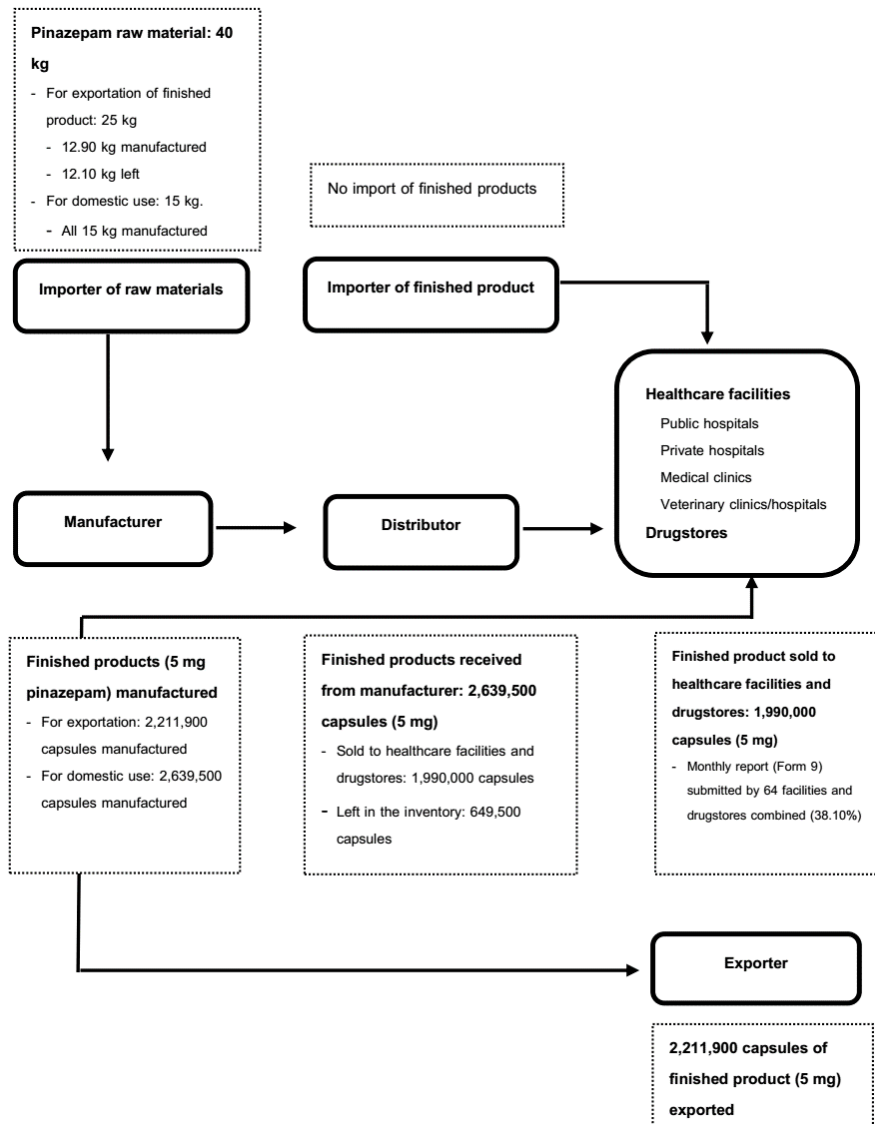 Pinazepam raw material: 40
kg
- For exportation of finished
product: 25 kg
- 12.90 kg manufactured
- 12.10 kg left
- For domestic use: 15 kg.
- All 15 kg manufactured
No import of finished products
Importer of raw materials
Importer of finished product
Healthcare facilities
Public hospitals
Private hospitals
Medical clinics
Veterinary clinics/hospitals
Drugstores
Manufacturer
Distributor
Finished products (5 mg
pinazepam) manufactured
- For exportation: 2,211,900
capsules manufactured
- For domestic use: 2,639,500
capsules manufactured
Finished products received
from manufacturer: 2,639,500
capsules (5 mg)
- Sold to healthcare facilities and
drugstores: 1,990,000 capsules
- Left in the inventory: 649,500
capsules
Finished product sold to
healthcare facilities and
drugstores: 1,990,000
capsules (5 mg)
- Monthly report (Form 9)
submitted by 64 facilities and
drugstores combined (38.10%)
Exporter
2,211,900 capsules of
finished product (5 mg)
exported